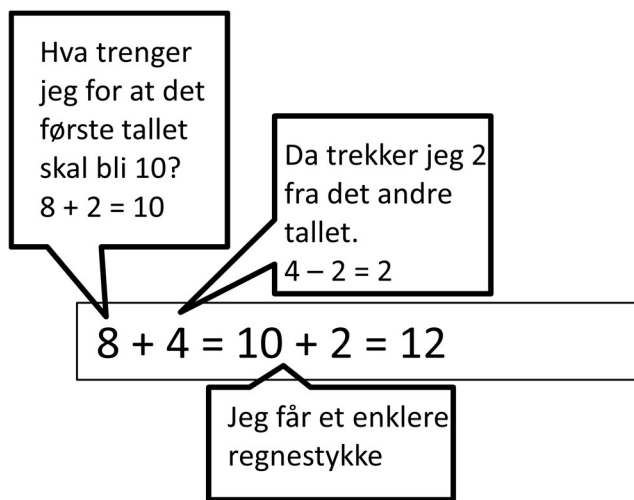 Hva trenger
jeg for at det
første tallet
skal bli 10?
8 + 2 = 10
Da trekker jeg 2
fra det andre
tallet.
4 – 2 = 2
8 + 4 = 10 + 2 = 12
Jeg får et enklere
regnestykke